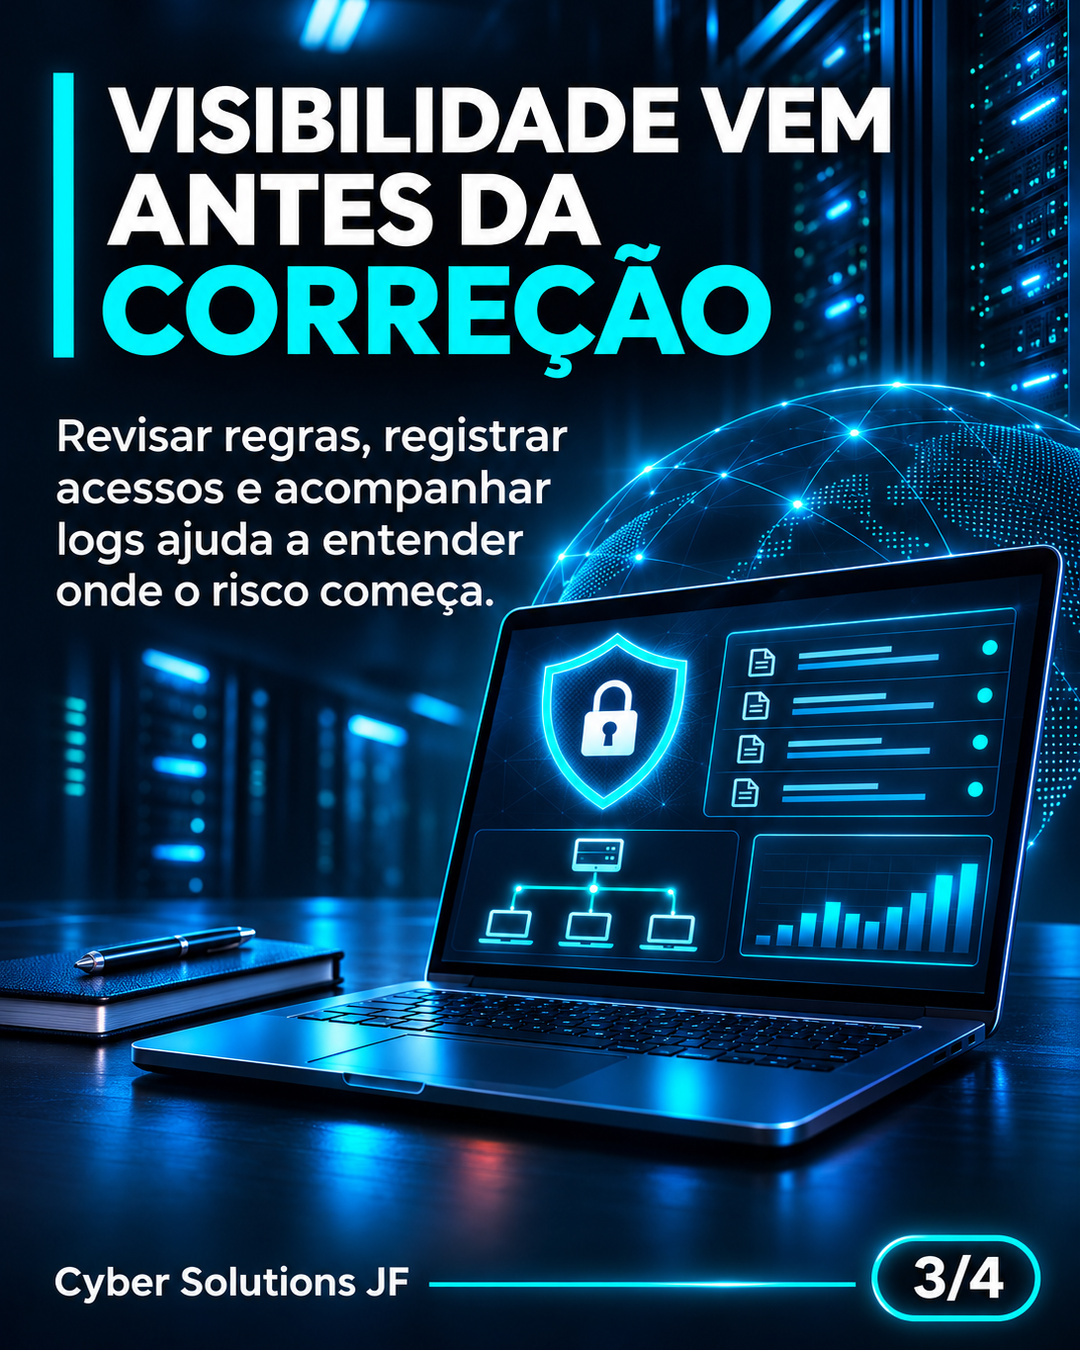 VISIBILIDADE VEM
ANTES DA
CORREÇÃO
Revisar regras, registrar
acessos e acompanhar
logs ajuda a entender
onde o risco começa.
Cyber Solutions JF
3/4